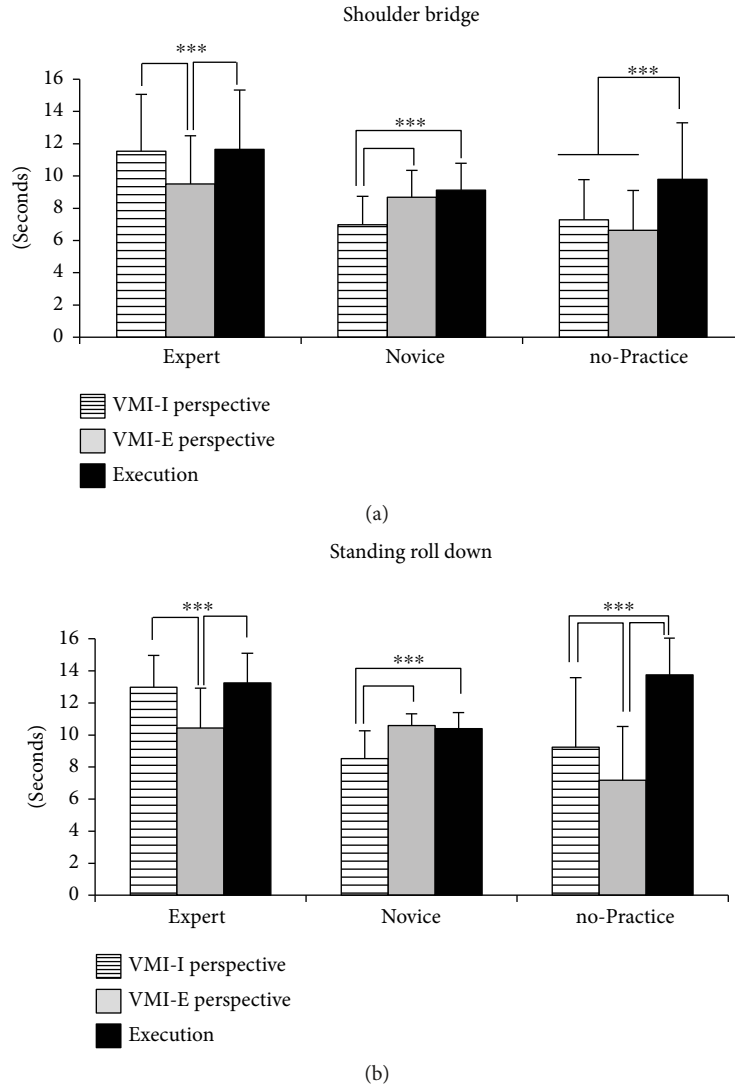 Shoulder bridge
***
***
***
16
14
12
10
8
6
4
2
0
(Seconds)
Expert
Novice
no-Practice
VMI-I perspective
VMI-E perspective
Execution
(a)
Standing roll down
***
***
***
16
14
12
10
8
6
4
2
0
(Seconds)
Expert
Novice
no-Practice
VMI-I perspective
VMI-E perspective
Execution
(b)